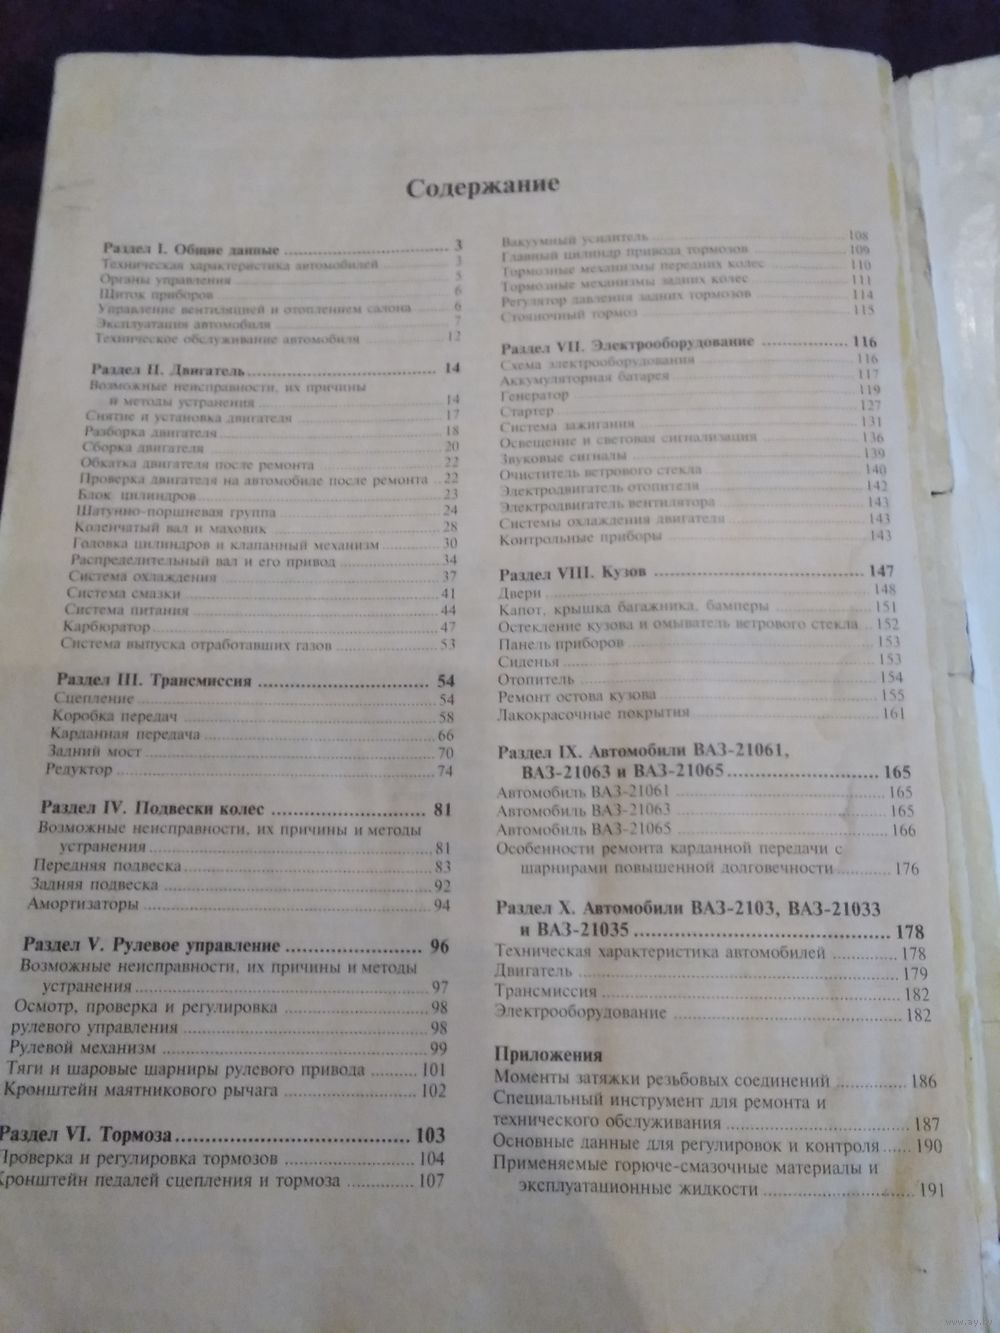 Содержание
Раздел I. Общие данные ........ 3
Техническая характеристика автомобилей ........ 3
Органы управления ........ 5
Щиток приборов ........ 6
Управление вентиляцией и отоплением салона ........ 6
Эксплуатация автомобиля ........ 7
Техническое обслуживание автомобиля ........ 12
Раздел II. Двигатель ........ 14
Возможные неисправности, их причины
и методы устранения ........ 14
Снятие и установка двигателя ........ 17
Разборка двигателя ........ 18
Сборка двигателя ........ 20
Обкатка двигателя после ремонта ........ 22
Проверка двигателя на автомобиле после ремонта .. 22
Блок цилиндров ........ 23
Шатунно-поршневая группа ........ 24
Коленчатый вал и маховик ........ 28
Головка цилиндров и клапанный механизм ........ 30
Распределительный вал и его привод ........ 34
Система охлаждения ........ 37
Система смазки ........ 41
Система питания ........ 44
Карбюратор ........ 47
Система выпуска отработавших газов ........ 53
Раздел III. Трансмиссия ........ 54
Сцепление ........ 54
Коробка передач ........ 58
Карданная передача ........ 66
Задний мост ........ 70
Редуктор ........ 74
Раздел IV. Подвески колес ........ 81
Возможные неисправности, их причины и методы
устранения ........ 81
Передняя подвеска ........ 83
Задняя подвеска ........ 92
Амортизаторы ........ 94
Раздел V. Рулевое управление ........ 96
Возможные неисправности, их причины и методы
устранения ........ 97
Осмотр, проверка и регулировка ........ 98
рулевого управления ........ 98
Рулевой механизм ........ 99
Тяги и шаровые шарниры рулевого привода ........ 101
Кронштейн маятникового рычага ........ 102
Раздел VI. Тормоза ........ 103
Проверка и регулировка тормозов ........ 104
Кронштейн педалей сцепления и тормоза ........ 107
Вакуумный усилитель ........ 108
Главный цилиндр привода тормозов ........ 109
Тормозные механизмы передних колес ........ 110
Тормозные механизмы задних колес ........ 111
Регулятор давления задних тормозов ........ 114
Стояночный тормоз ........ 115
Раздел VII. Электрооборудование ........ 116
Схема электрооборудования ........ 116
Аккумуляторная батарея ........ 117
Генератор ........ 119
Стартер ........ 127
Система зажигания ........ 131
Освещение и световая сигнализация ........ 136
Звуковые сигналы ........ 139
Очиститель ветрового стекла ........ 140
Электродвигатель отопителя ........ 142
Электродвигатель вентилятора ........ 143
Системы охлаждения двигателя ........ 143
Контрольные приборы ........ 143
Раздел VIII. Кузов ........ 147
Двери ........ 148
Капот, крышка багажника, бамперы ........ 151
Остекление кузова и омыватель ветрового стекла .. 152
Панель приборов ........ 153
Сиденья ........ 153
Отопитель ........ 154
Ремонт остова кузова ........ 155
Лакокрасочные покрытия ........ 161
Раздел IX. Автомобили ВАЗ-21061,
ВАЗ-21063 и ВАЗ-21065 ........ 165
Автомобиль ВАЗ-21061 ........ 165
Автомобиль ВАЗ-21063 ........ 165
Автомобиль ВАЗ-21065 ........ 166
Особенности ремонта карданной передачи с
шарнирами повышенной долговечности ........ 176
Раздел X. Автомобили ВАЗ-2103, ВАЗ-21033
и ВАЗ-21035 ........ 178
Техническая характеристика автомобилей ........ 178
Двигатель ........ 179
Трансмиссия ........ 182
Электрооборудование ........ 182
Приложения
Моменты затяжки резьбовых соединений ........ 186
Специальный инструмент для ремонта и
технического обслуживания ........ 187
Основные данные для регулировок и контроля ...... 190
Применяемые горюче-смазочные материалы и
эксплуатационные жидкости ........ 191
www.ay.by